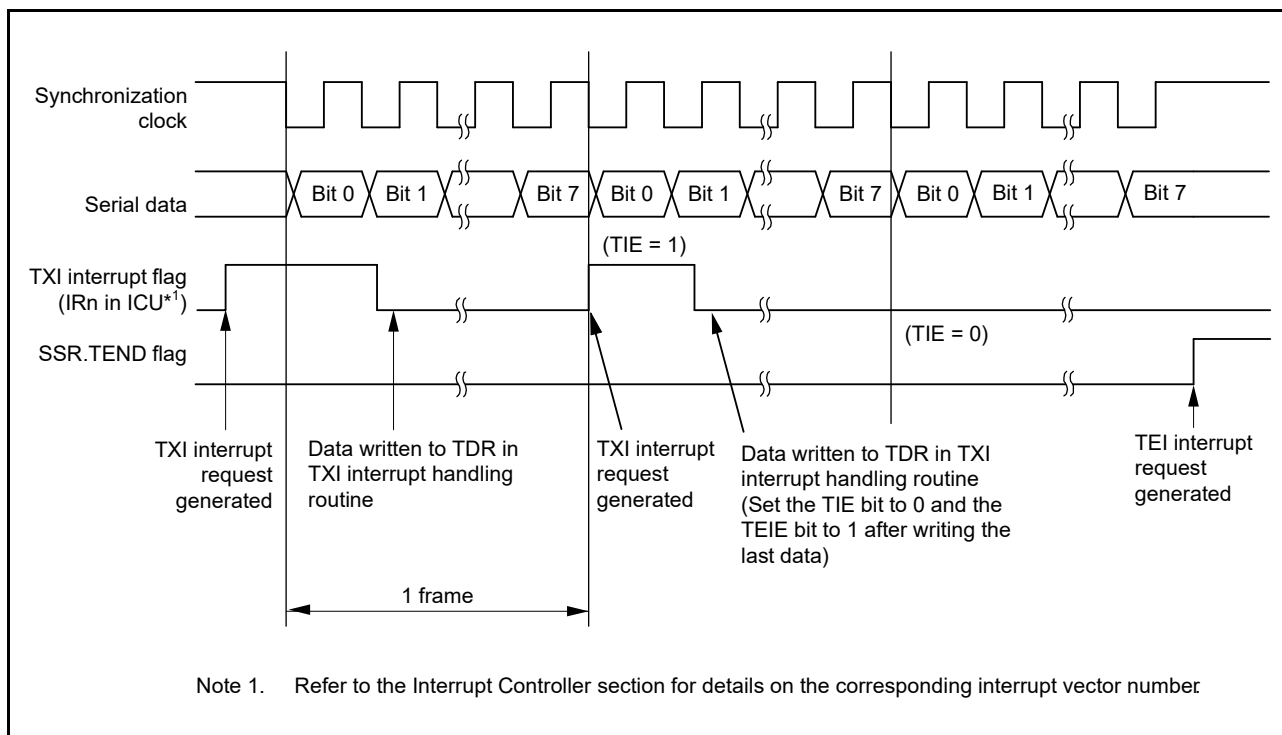 Synchronization
clock
Serial data
Bit 0 Bit 1 Bit 7 Bit 0 Bit 1 Bit 7 Bit 0 Bit 1 Bit 7
(TIE = 1)
TXI interrupt flag
(IRn in ICU*1)
(TIE = 0)
SSR.TEND flag
TXI interrupt
request
generated
Data written to TDR in
TXI interrupt handling
routine
TXI interrupt
request
generated
Data written to TDR in TXI
interrupt handling routine
(Set the TIE bit to 0 and the
TEIE bit to 1 after writing the
last data)
TEI interrupt
request
generated
1 frame
Note 1. Refer to the Interrupt Controller section for details on the corresponding interrupt vector number.